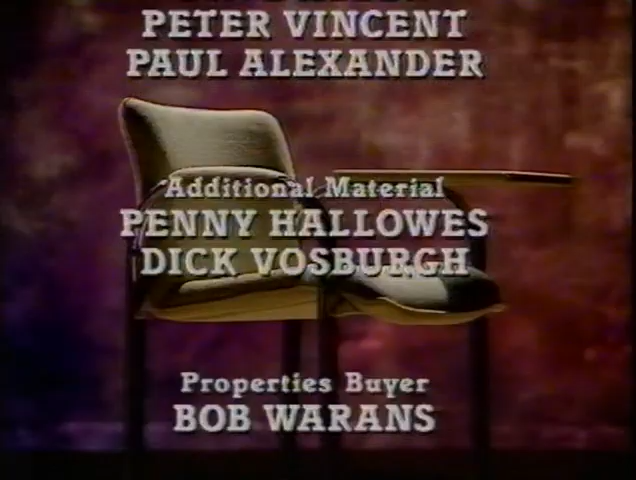 PETER VINCENT
PAUL ALEXANDER
Additional Material
PENNY HALLOWES
DICK VOSBURGH
Properties Buyer
BOB WARANS